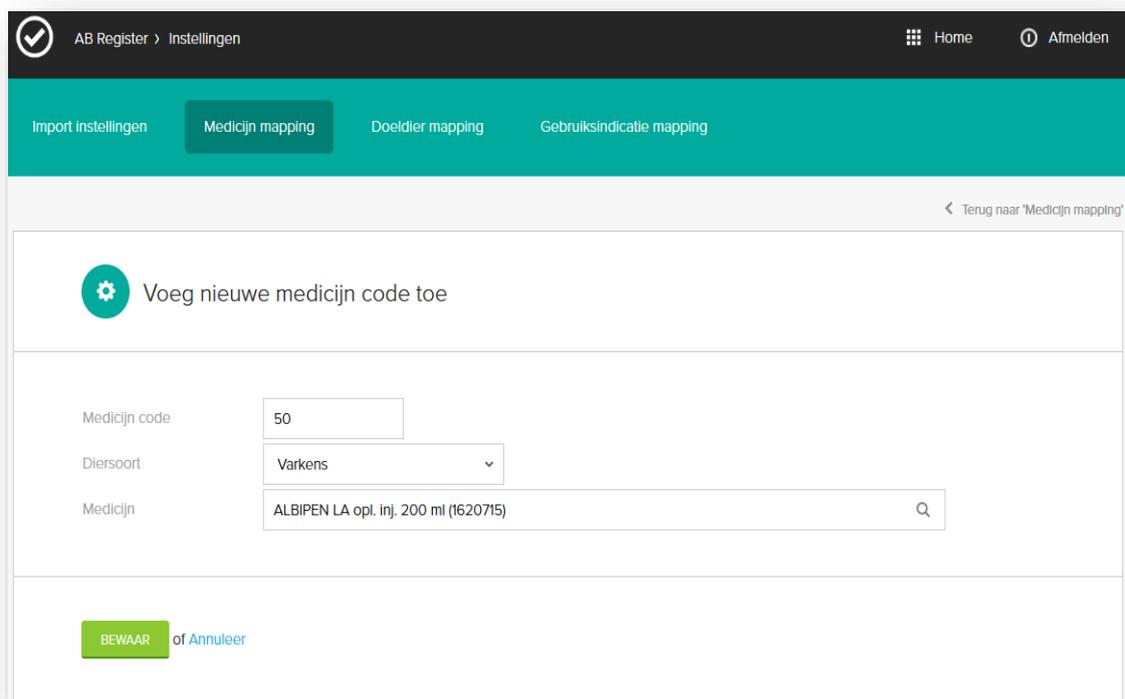 AB Register > Instellingen
Home
Afmelden
Import instellingen
Medicijn mapping
Doeldier mapping
Gebruiksindicatie mapping
Terug naar 'Medicijn mapping'
Voeg nieuwe medicijn code toe
Medicijn code
50
Diersoort
Varkens
Medicijn
ALBIPEN LA opl. inj. 200 ml (1620715)
BEWAAR of Annuleer